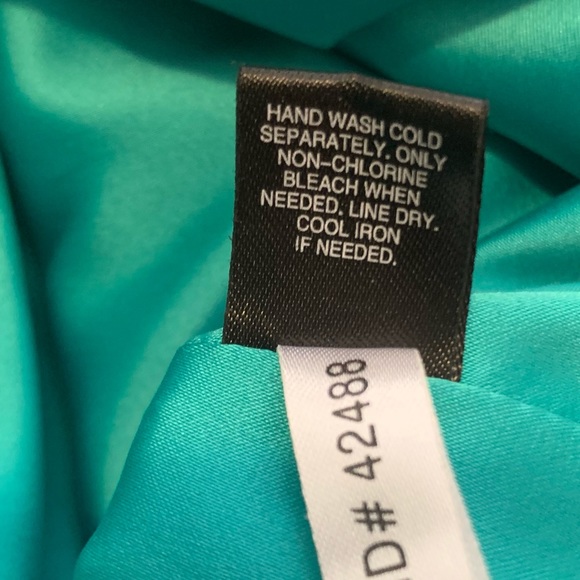 HAND WASH COLD
SEPARATELY. ONLY
NON-CHLORINE
BLEACH WHEN
NEEDED. LINE DRY.
COOL IRON
IF NEEDED.
D# 42488